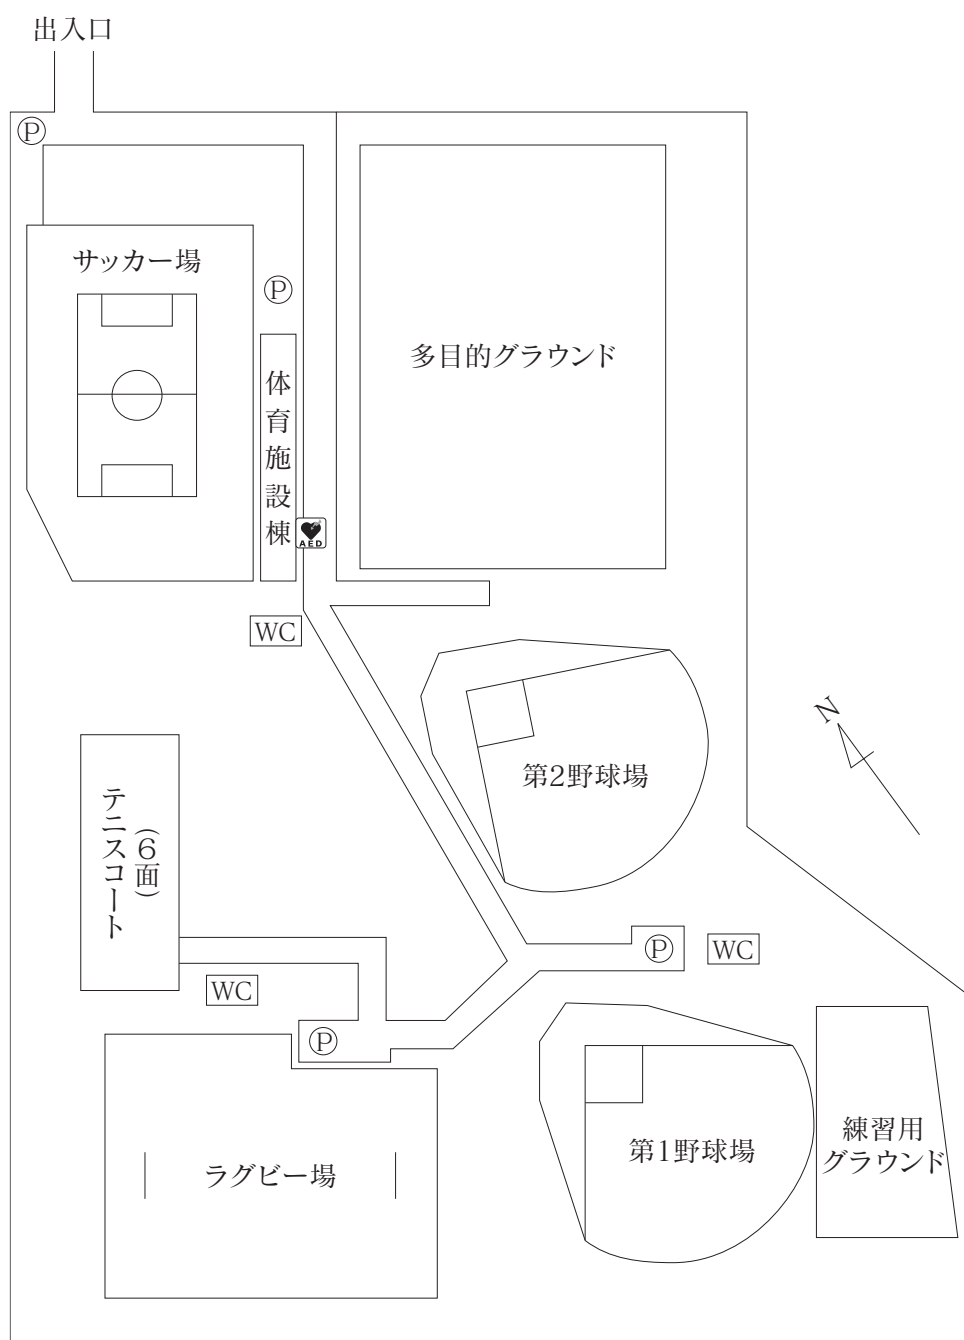 出入口
Ⓟ
サッカー場
Ⓟ
体育施設棟
多目的グラウンド
AED
WC
第2野球場
N
テニスコート
(6面)
Ⓟ
WC
WC
Ⓟ
ラグビー場
第1野球場
練習用
グラウンド